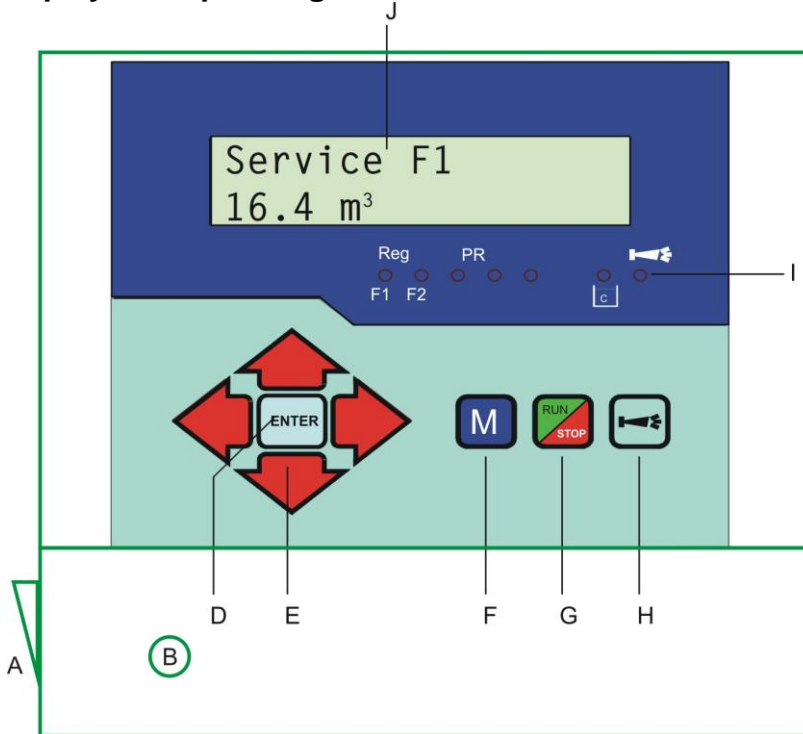 J
Service F1
16.4 m³
Reg PR
F1 F2
c
I
ENTER
M
RUN
STOP
D E F G H
A
B